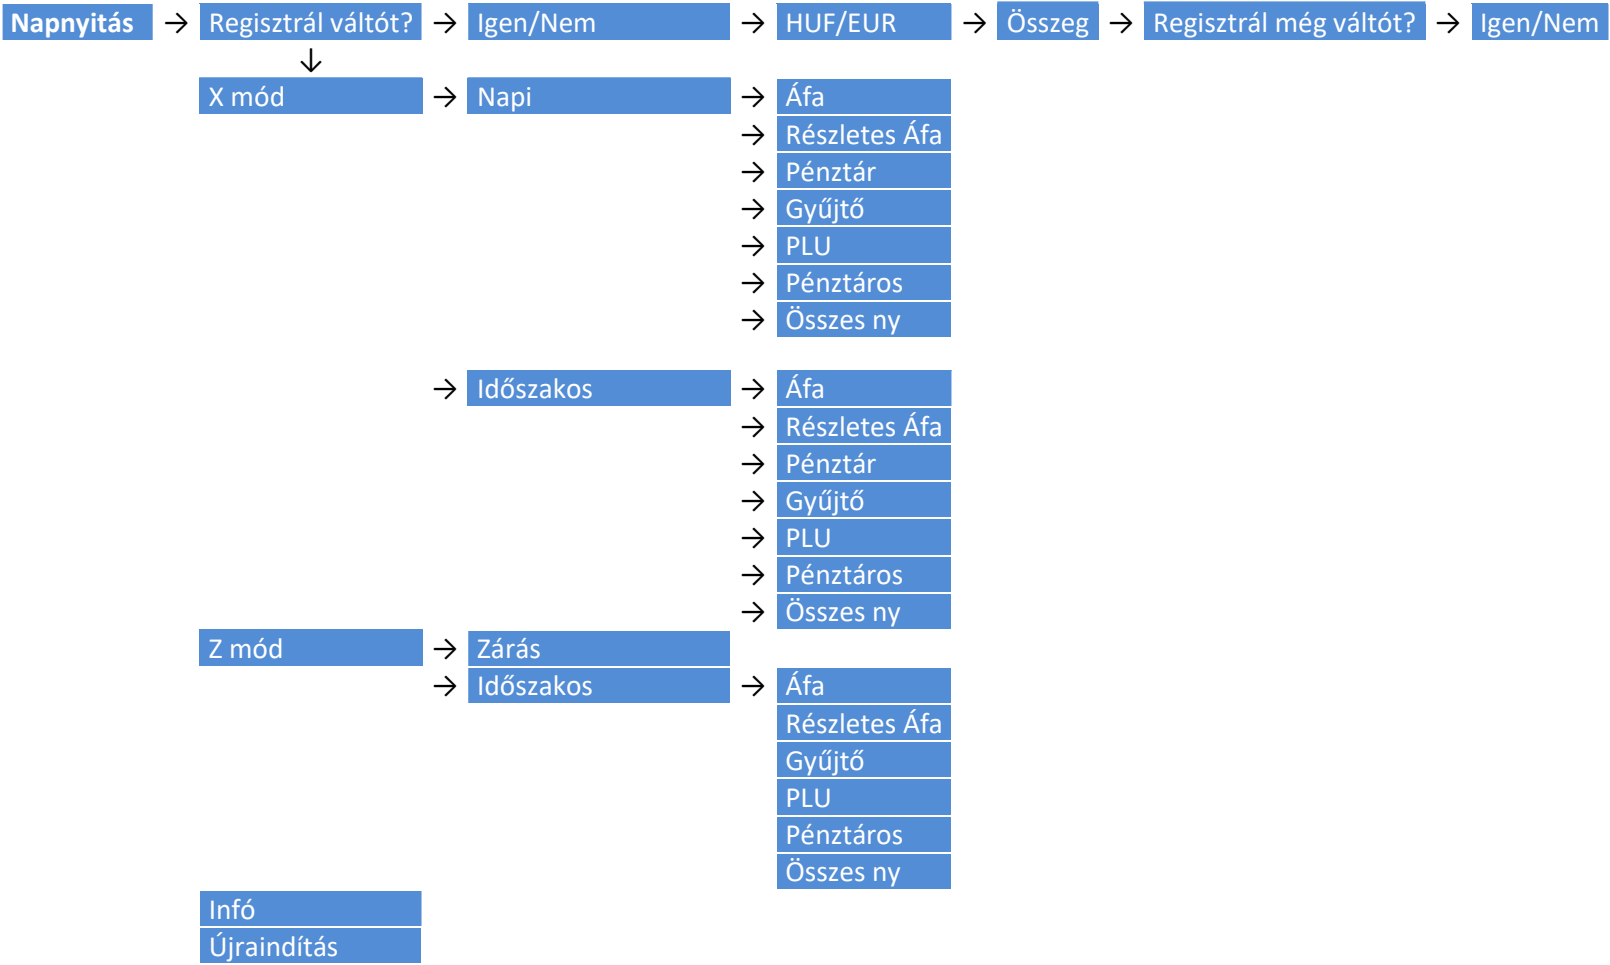 Napnyitás → Regisztrál váltót? → Igen/Nem → HUF/EUR → Összeg → Regisztrál még váltót? → Igen/Nem
↓
X mód → Napi → Áfa
→ Részletes Áfa
→ Pénztár
→ Gyűjtő
→ PLU
→ Pénztáros
→ Összes ny
→ Időszakos → Áfa
→ Részletes Áfa
→ Pénztár
→ Gyűjtő
→ PLU
→ Pénztáros
→ Összes ny
Z mód → Zárás
→ Időszakos → Áfa
Részletes Áfa
Gyűjtő
PLU
Pénztáros
Összes ny
Infó
Újraindítás